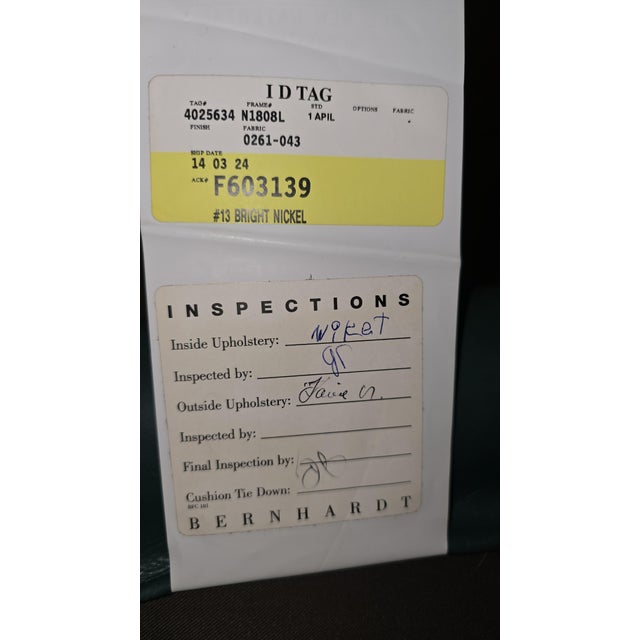 I D TAG
TAG# FRAME# STD OPTIONS FABRIC
4025634 N1808L 1 APIL
FINISH FABRIC
0261-043
SHIP DATE
14 03 24
ACK# F603139
#13 BRIGHT NICKEL
INSPECTIONS
Inside Upholstery:
Inspected by:
Outside Upholstery:
Inspected by:
Final Inspection by:
Cushion Tie Down:
BERNHARDT